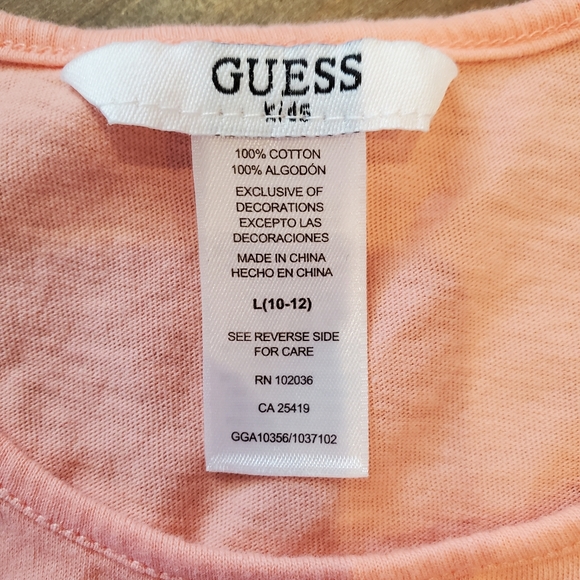 GUESS
100% COTTON
100% ALGODÓN
EXCLUSIVE OF
DECORATIONS
EXCEPTO LAS
DECORACIONES
MADE IN CHINA
HECHO EN CHINA
L(10-12)
SEE REVERSE SIDE
FOR CARE
RN 102036
CA 25419
GGA10356/1037102